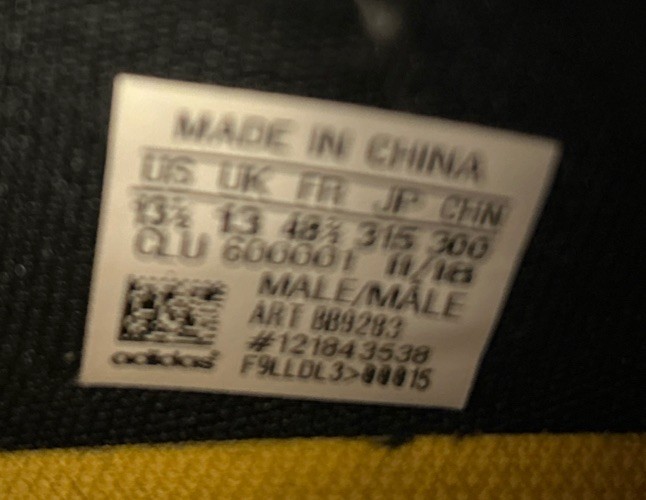 MADE IN CHINA
US UK FR JP CHN
13½ 13 48⅔ 315 300
CLU 600001 11/18
MALE/MÂLE
ART BB9283
#121843538
adidas
F9LLDL3>00015